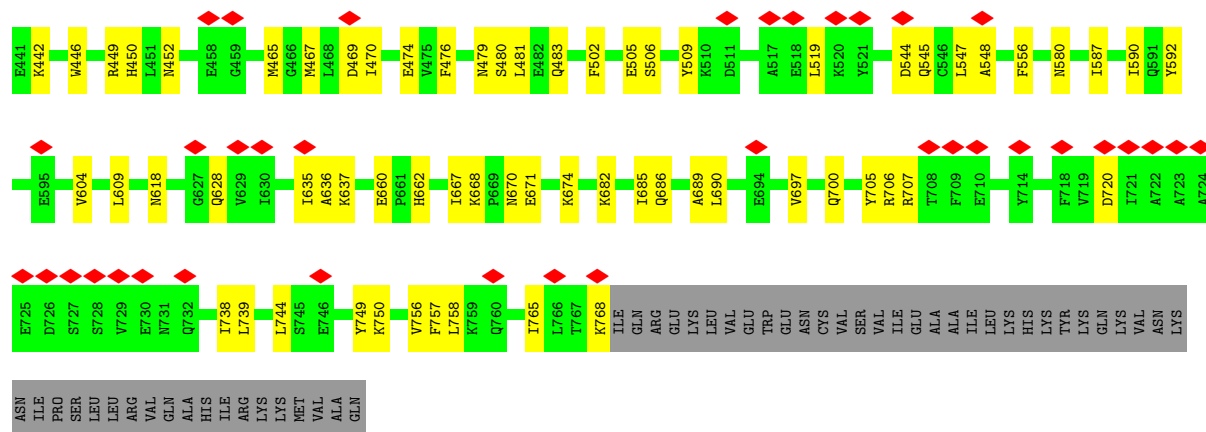 E441 K442 W446 R449 H450 L451 N452 E458 G459 M465 G466 M467 L468 D469 I470 E474 V475 F476 N479 S480 L481 E482 Q483 F502 E505 S506 Y509 K510 D511 A517 E518 L519 K520 Y521 D544 Q545 C546 L547 A548 F556 N580 I587 I590 Q591 Y592
E595 V604 L609 N618 G627 Q628 V629 I630 I635 A636 K637 E660 P661 H662 I667 K668 P669 N670 E671 K674 K682 I685 Q686 A689 L690 E694 V697 Q700 Y705 R706 R707 T708 F709 E710 Y714 F718 V719 D720 I721 A722 A723 A724
E725 D726 S727 S728 V729 E730 N731 Q732 I738 L739 L744 S745 E746 Y749 K750 V756 F757 L758 K759 Q760 I765 L766 T767 K768 ILE GLN ARG GLU LYS LEU VAL GLU TRP GLU ASN CYS VAL SER VAL ILE GLU ALA ALA ILE LEU LYS HIS LYS TYR LYS GLN LYS VAL ASN LYS
ASN ILE PRO SER LEU LEU ARG VAL GLN ALA HIS ILE ARG LYS LYS MET VAL ALA GLN